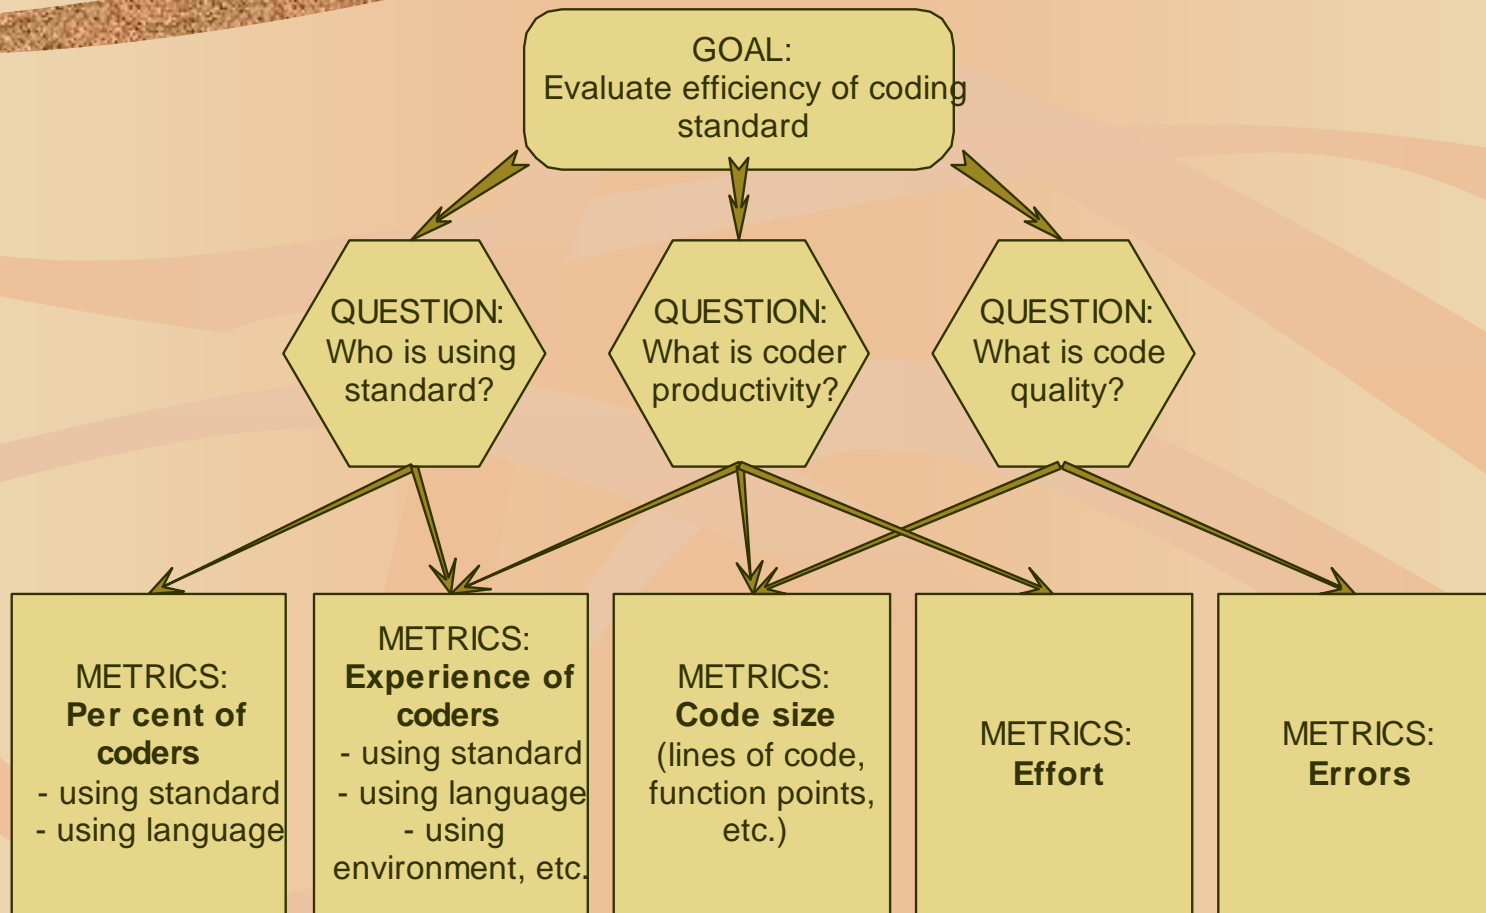 GOAL:
Evaluate efficiency of coding
standard
QUESTION:
Who is using
standard?
QUESTION:
What is coder
productivity?
QUESTION:
What is code
quality?
METRICS:
Per cent of
coders
- using standard
- using language
METRICS:
Experience of
coders
- using standard
- using language
- using
environment, etc.
METRICS:
Code size
(lines of code,
function points,
etc.)
METRICS:
Effort
METRICS:
Errors